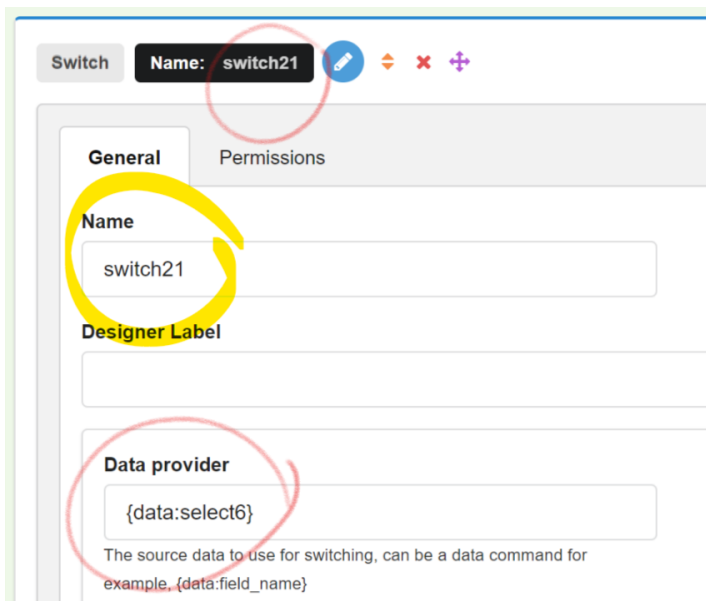 Switch Name: switch21
General Permissions
Name
switch21
Designer Label
Data provider
{data:select6}
The source data to use for switching, can be a data command for
example, {data:field_name}